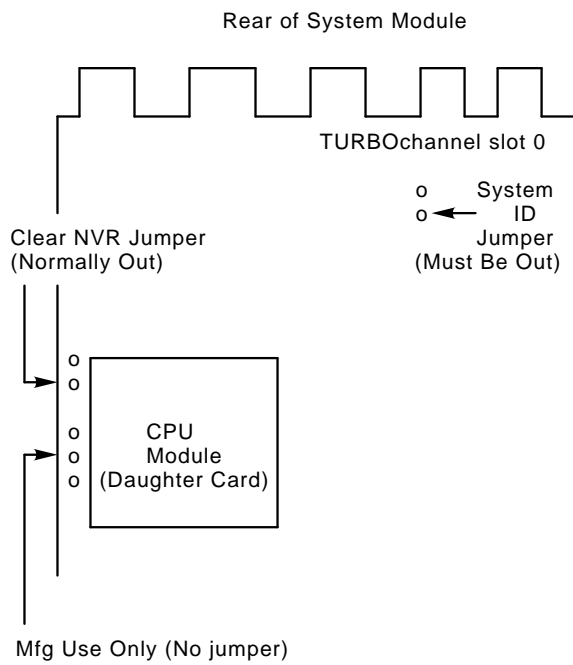 Rear of System Module
TURBOchannel slot 0
o System
o ID
Jumper
(Must Be Out)
Clear NVR Jumper
(Normally Out)
o
o
o
o
o
CPU
Module
(Daughter Card)
Mfg Use Only (No jumper)